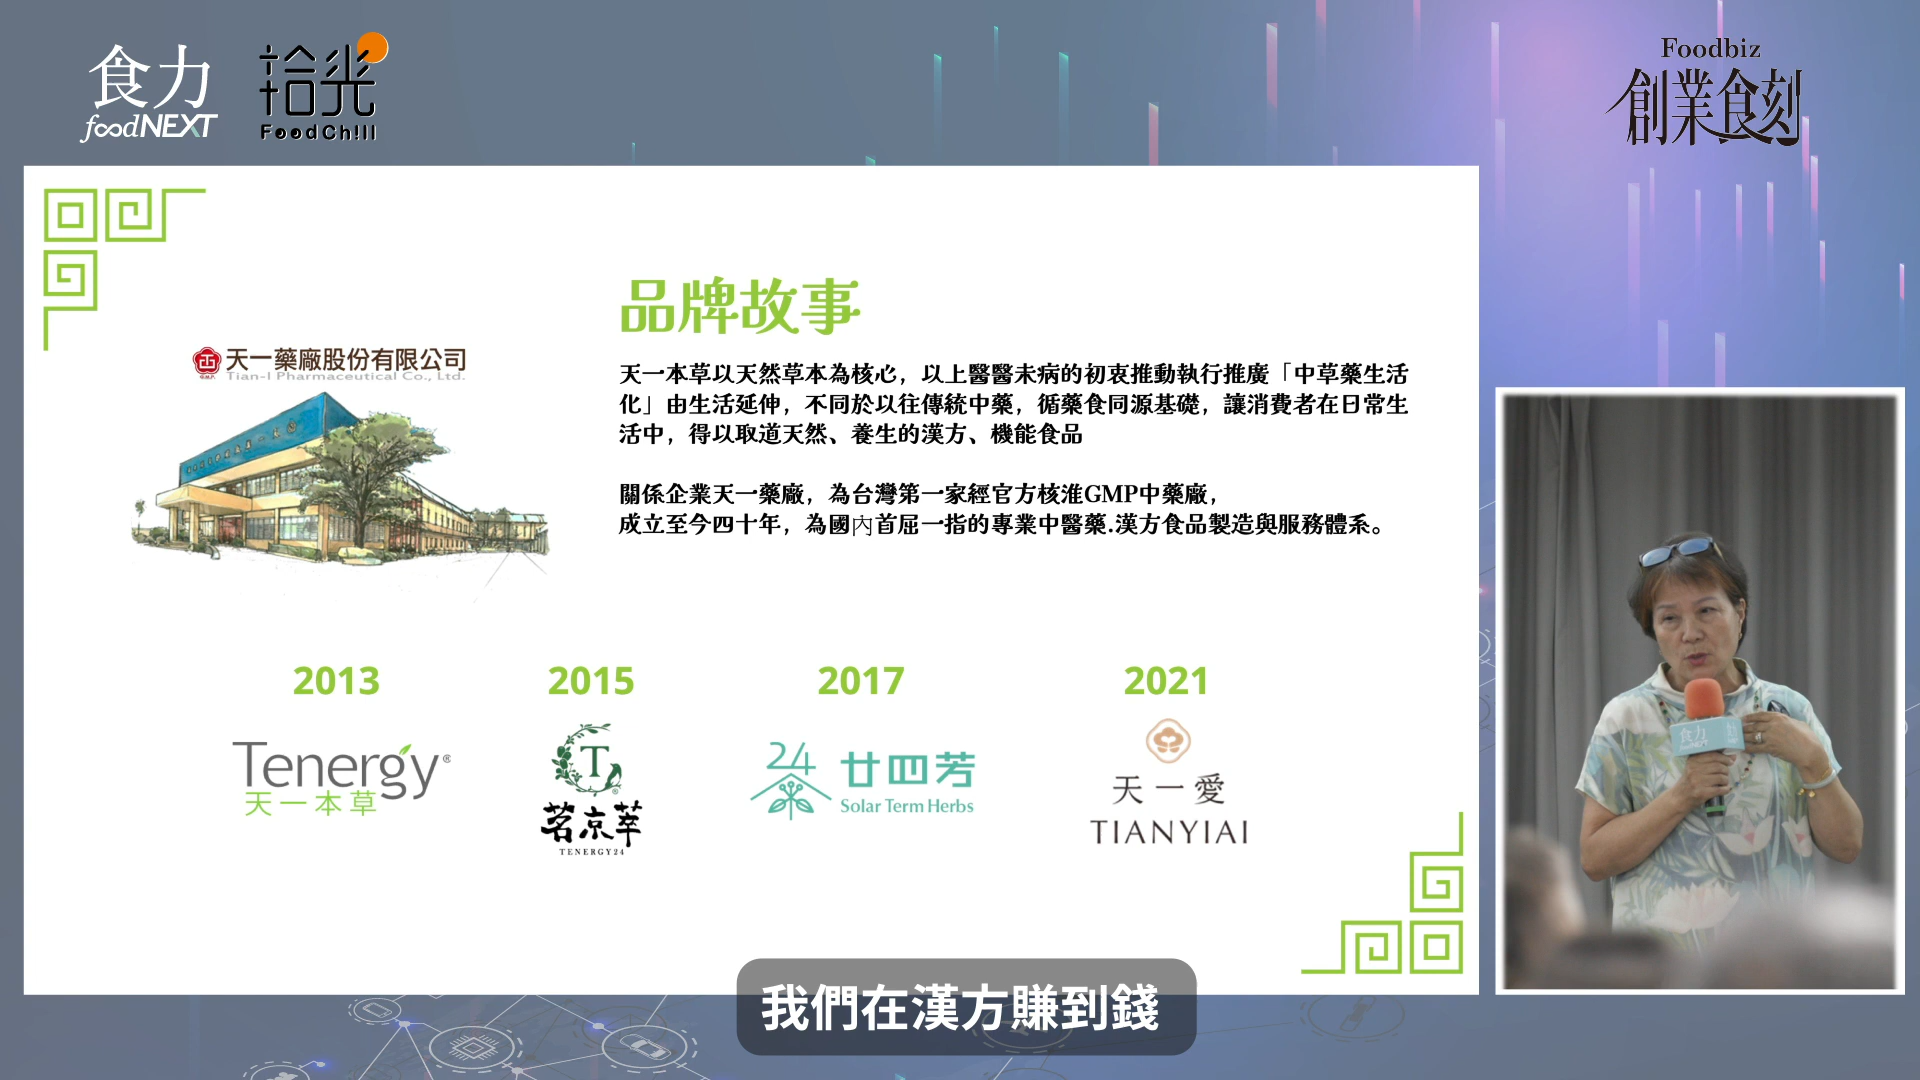 食力
foodNEXT
拾光
FoodCh!ll
Foodbiz
創業食刻
天一藥廠股份有限公司
Tian-I Pharmaceutical Co., Ltd.
品牌故事
天一本草以天然草本為核心，以上醫醫未病的初衷推動執行推廣「中草藥生活
化」由生活延伸，不同於以往傳統中藥，循藥食同源基礎，讓消費者在日常生
活中，得以取道天然、養生的漢方、機能食品
關係企業天一藥廠，為台灣第一家經官方核准GMP中藥廠，
成立至今四十年，為國內首屈一指的專業中醫藥.漢方食品製造與服務體系。
2013
2015
2017
2021
Tenergy®
天一本草
T
茗京萃
TENERGY24
24
廿四芳
Solar Term Herbs
天一愛
TIANYIAI
食力
我們在漢方賺到錢